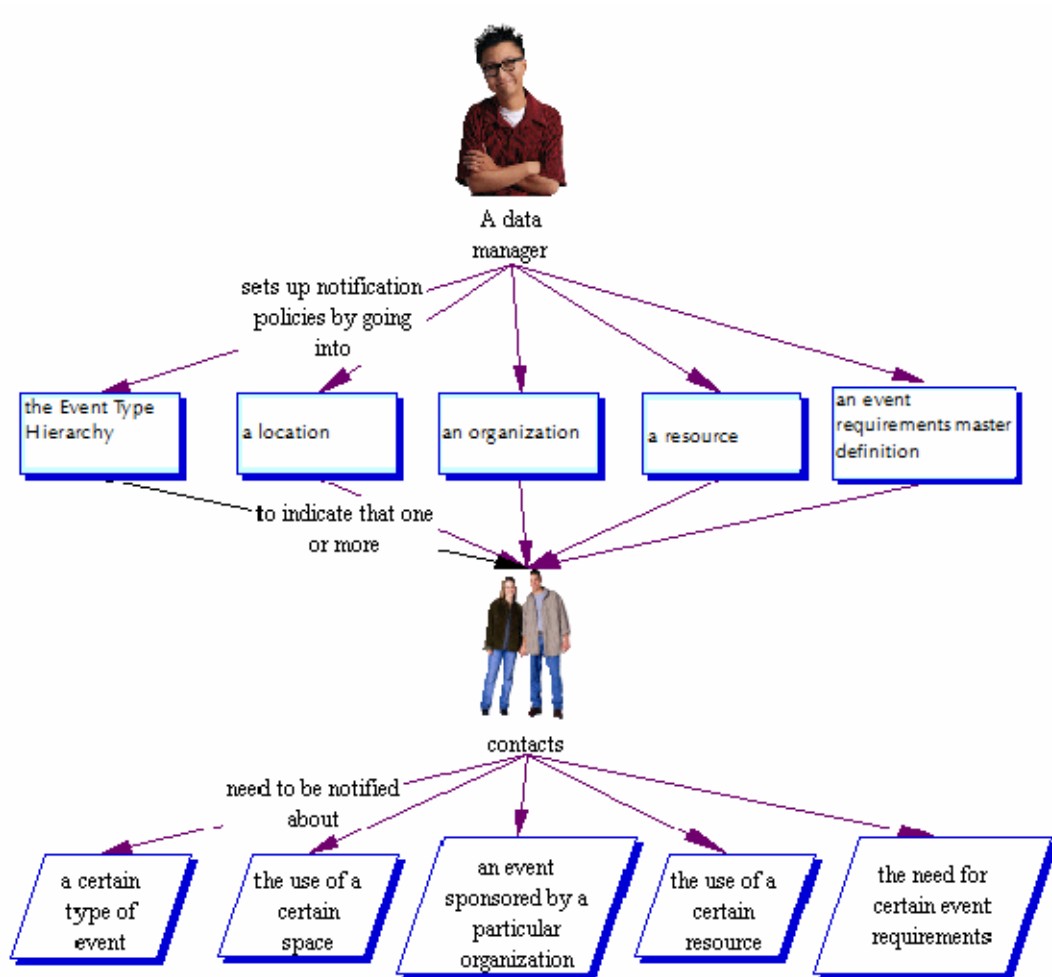 A data
manager
sets up notification
policies by going
into
the Event Type
Hierarchy
a location
an organization
a resource
an event
requirements master
definition
to indicate that one
or more
contacts
need to be notified
about
a certain
type of
event
the use of a
certain
space
an event
sponsored by a
particular
organization
the use of a
certain
resource
the need for
certain event
requirements